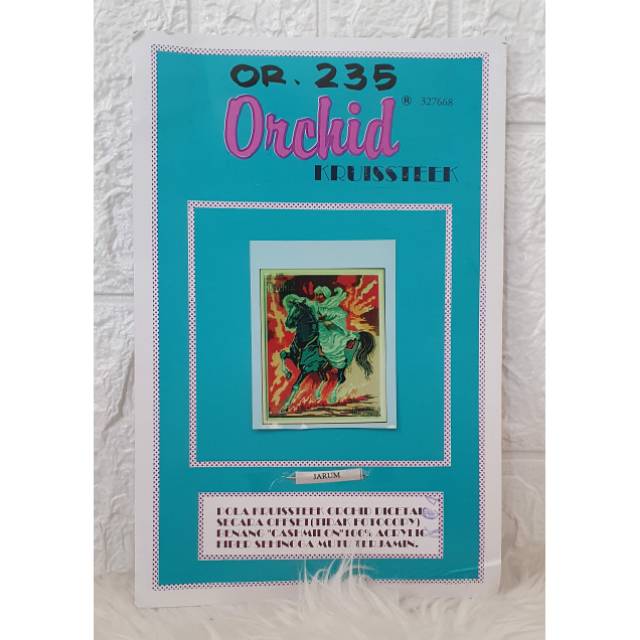 OR. 235
Orchid ® 327668
KRUISSTEEK
JARUM
POLA KRUISSTEEK ORCHID DICETAK
SECARA OFFSET(TIDAK FOTOCOPY)
BENANG "CASHMILON"100% ACRYLIC
FIBER SEHINGGA MUTU TERJAMIN.